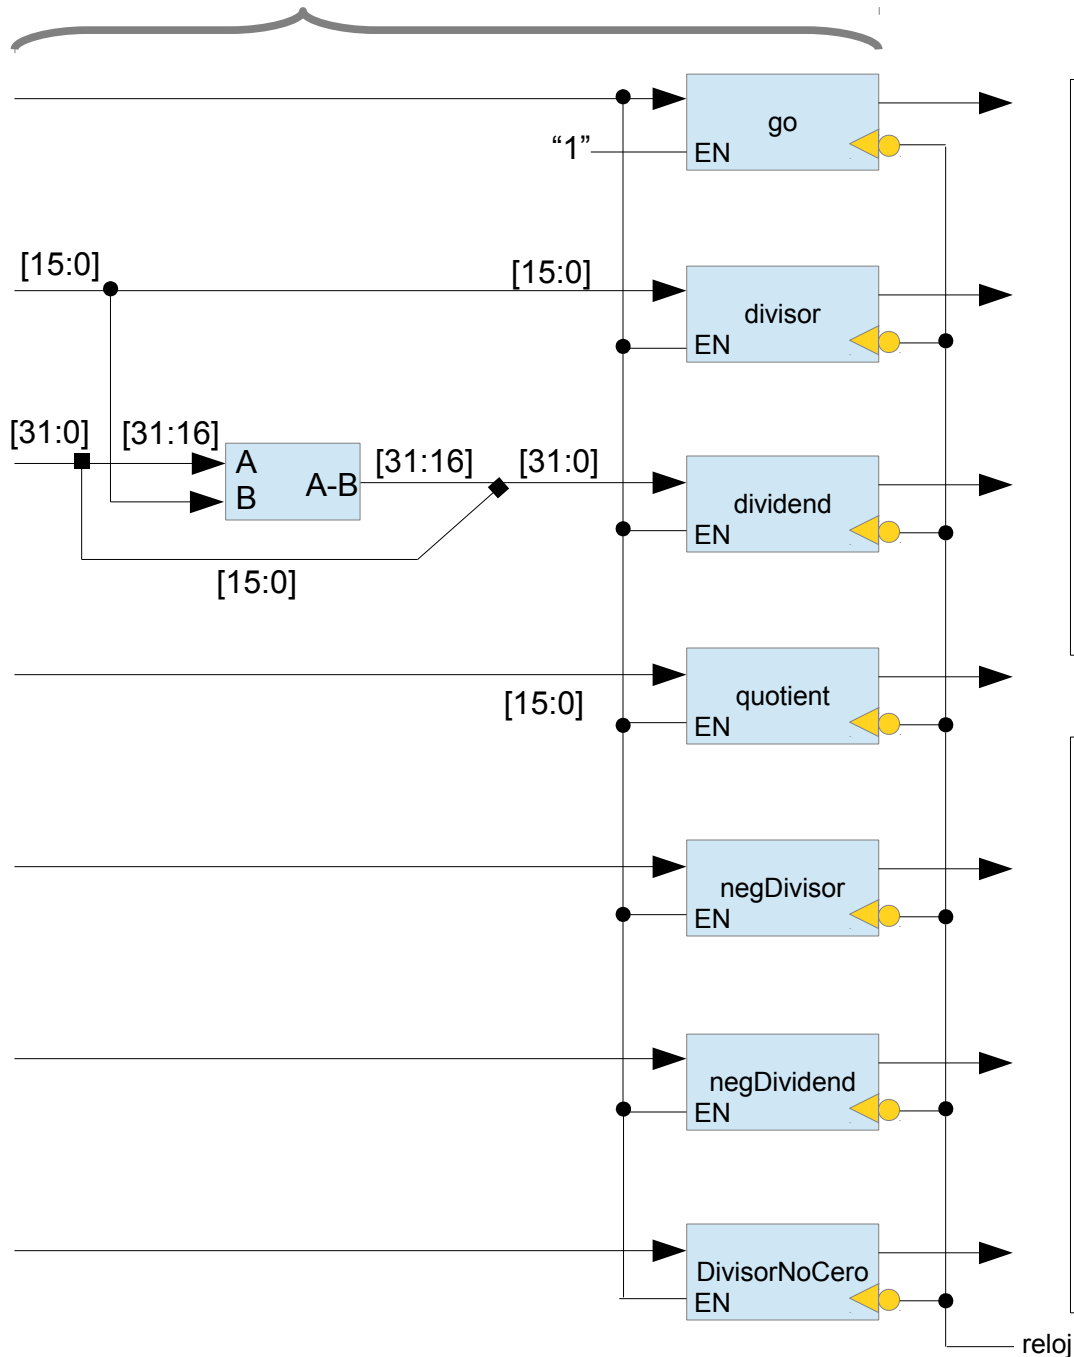 go
“1”
EN
[15:0]
[15:0]
divisor
EN
[31:0]
[31:16]
A
B
A-B
[31:16]
[31:0]
dividend
EN
[15:0]
quotient
[15:0]
EN
negDivisor
EN
negDividend
EN
DivisorNoCero
EN
reloj